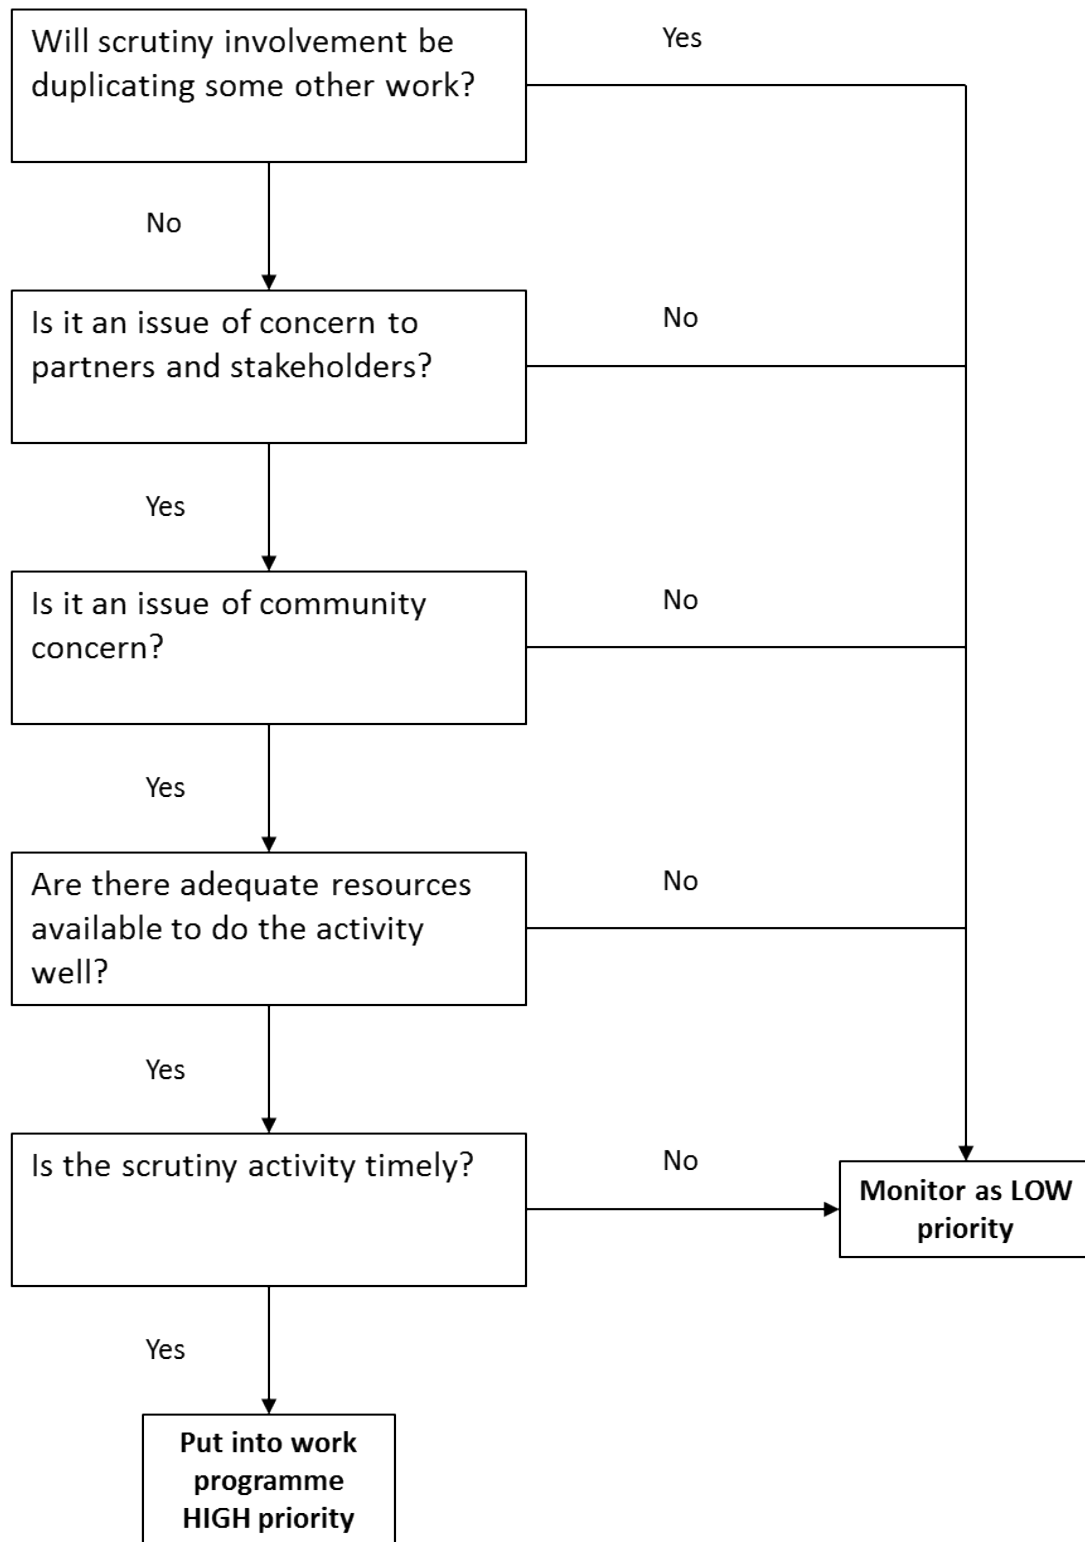 Will scrutiny involvement be
duplicating some other work?
Yes
No
Is it an issue of concern to
partners and stakeholders?
No
Yes
Is it an issue of community
concern?
No
Yes
Are there adequate resources
available to do the activity
well?
No
Yes
Is the scrutiny activity timely?
No
Monitor as LOW
priority
Yes
Put into work
programme
HIGH priority